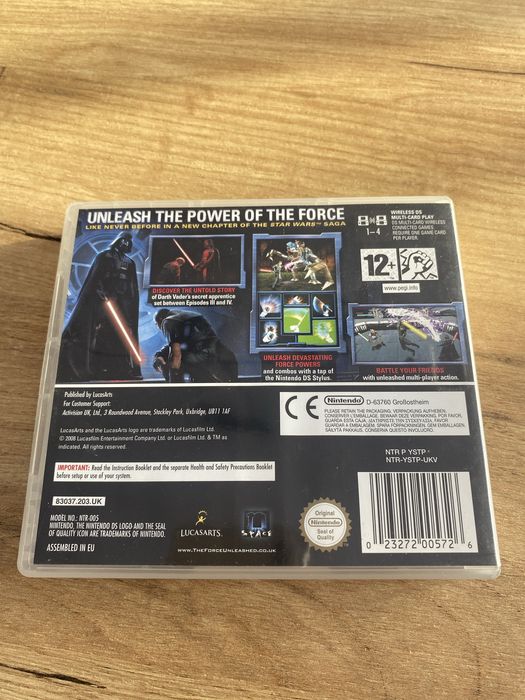 UNLEASH THE POWER OF THE FORCE
LIKE NEVER BEFORE IN A NEW CHAPTER OF THE STAR WARS™ SAGA
DISCOVER THE UNTOLD STORY
of Darth Vader's secret apprentice
set between Episodes III and IV.
UNLEASH DEVASTATING
FORCE POWERS
and combos with a tap of
the Nintendo DS Stylus.
1-4
WIRELESS DS
MULTI-CARD PLAY
DS MULTI-CARD WIRELESS
CONNECTED GAMES
REQUIRE ONE GAME CARD
PER PLAYER.
12+
www.pegi.info
BATTLE YOUR FRIENDS
with unleashed multi-player action.
Published by LucasArts
For Customer Support:
Activision UK, Ltd., 3 Roundwood Avenue, Stockley Park, Uxbridge, UB11 1AF
LucasArts and the LucasArts logo are trademarks of Lucasfilm Ltd.
© 2008 Lucasfilm Entertainment Company Ltd. or Lucasfilm Ltd. & TM as
indicated. All rights reserved.
IMPORTANT: Read the Instruction Booklet and the separate Health and Safety Precautions Booklet
before setup or use of your system.
83037.203.UK
MODEL NO.: NTR-005
NINTENDO, THE NINTENDO DS LOGO AND THE SEAL
OF QUALITY ICON ARE TRADEMARKS OF NINTENDO.
ASSEMBLED IN EU
LUCASARTS
SPACE
WWW.THEFORCEUNLEASHED.CO.UK
CE
Nintendo D-63760 Großostheim
PLEASE RETAIN THE PACKAGING. VERPACKUNG AUFHEBEN.
CONSERVER L'EMBALLAGE. BEWAAR DEZE VERPAKKING. POR FAVOR,
GUARDA ESTA CAJA. SPARA FÖRPACKNINGEN. GEM EMBALLAGEN.
SÄILYTÄ PAKKAUS. CONSERVI QUESTO INVOLUCRO.
NTR P YSTP
NTR-YSTP-UKV
Original
Nintendo
Seal of
Quality
0 23272 00572 6